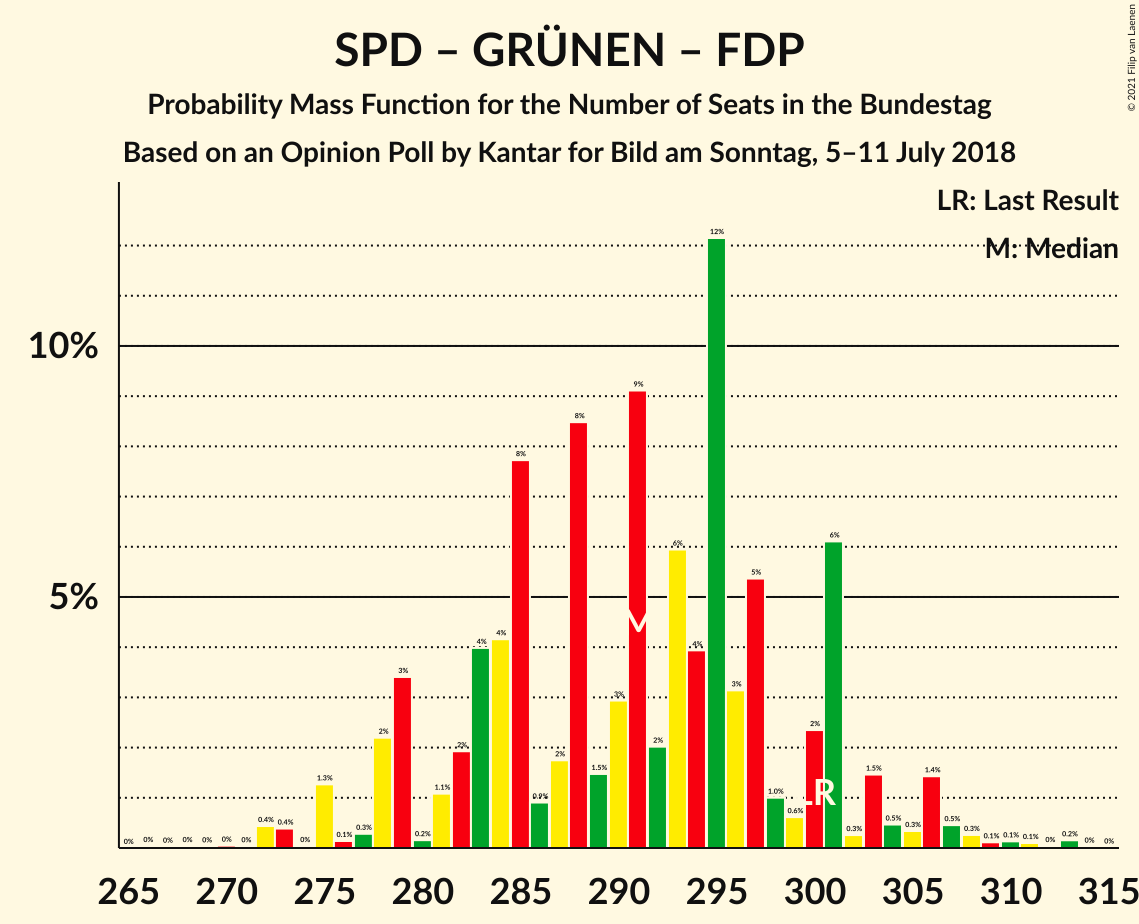 SPD – GRÜNEN – FDP
Probability Mass Function for the Number of Seats in the Bundestag
Based on an Opinion Poll by Kantar for Bild am Sonntag, 5–11 July 2018
© 2021 Filip van Laenen
LR: Last Result
M: Median
10%
5%
0% 0% 0% 0% 0% 0% 0% 0.4% 0.4% 0% 1.3% 0.1% 0.3% 2% 3% 0.2% 1.1% 2% 4% 4% 8% 0.9% 2% 8% 1.5% 3% 9% 2% 6% 4% 12% 3% 5% 1.0% 0.6% 2% 6% 0.3% 1.5% 0.5% 0.3% 1.4% 0.5% 0.3% 0.1% 0.1% 0.1% 0% 0.2% 0% 0%
M
LR
265 270 275 280 285 290 295 300 305 310 315